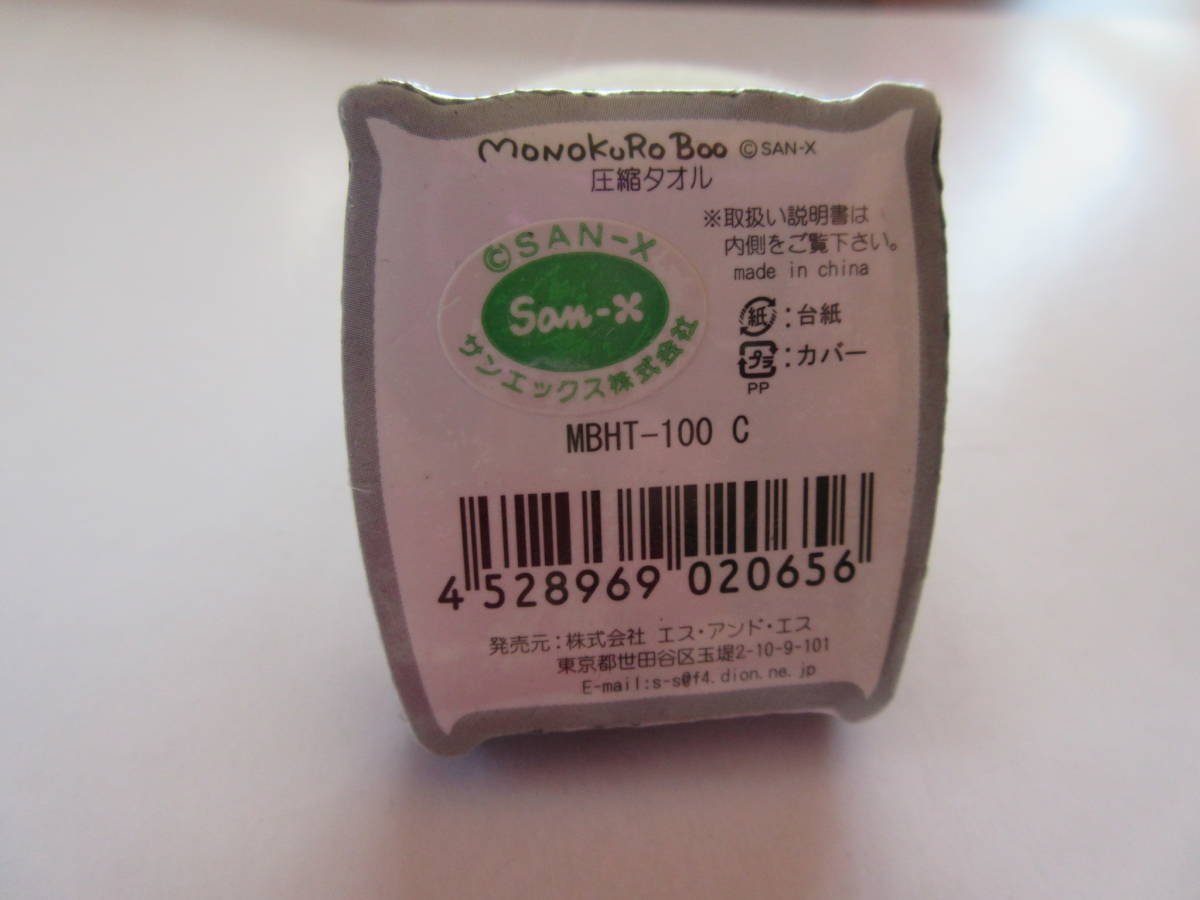 MONOKURO BOO ©SAN-X
圧縮タオル
※取扱い説明書は
内側をご覧下さい。
made in china
©SAN-X
San-X
サンエックス株式会社
紙:台紙
プラ:カバー
PP
MBHT-100 C
4 528969 020656
発売元:株式会社 エス・アンド・エス
東京都世田谷区玉堤2-10-9-101
E-mail:s-s@f4.dion.ne.jp